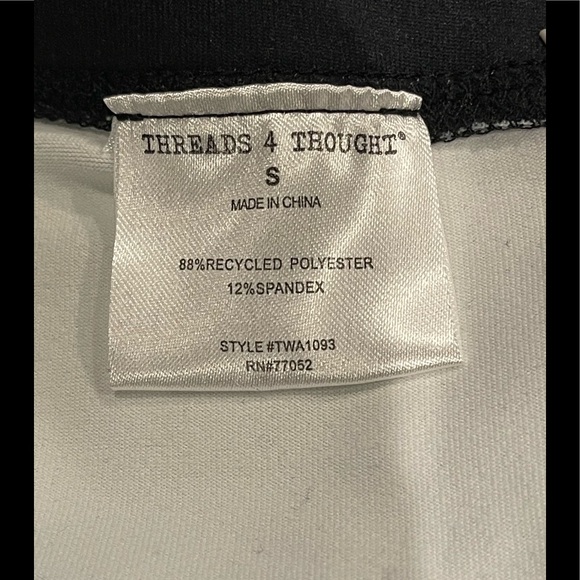 THREADS 4 THOUGHT®
S
MADE IN CHINA
88%RECYCLED POLYESTER
12%SPANDEX
STYLE #TWA1093
RN#77052